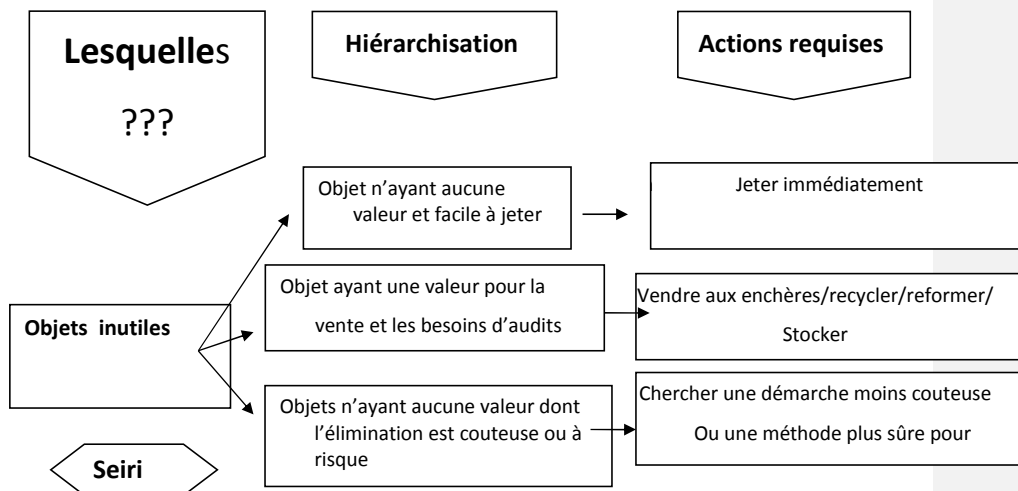 Lesquelles
???
Hiérarchisation
Actions requises
Objet n’ayant aucune
valeur et facile à jeter
Jeter immédiatement
Objet ayant une valeur pour la
vente et les besoins d’audits
Vendre aux enchères/recycler/reformer/
Stocker
Objets inutiles
Objets n’ayant aucune valeur dont
l’élimination est couteuse ou à
risque
Chercher une démarche moins couteuse
Ou une méthode plus sûre pour
Seiri